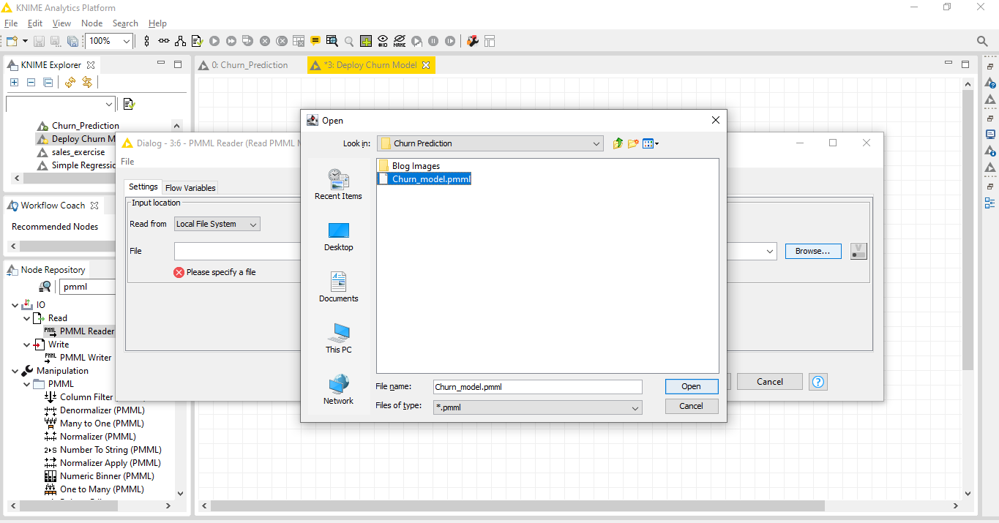 KNIME Analytics Platform
File Edit View Node Search Help
100%
#ID
NAME
KNIME Explorer
0: Churn_Prediction
*3: Deploy Churn Model
Churn_Prediction
Deploy Churn M
sales_exercise
Simple Regressio
Workflow Coach
Recommended Nodes
Node Repository
pmml
IO
Read
PMML Reader
Write
PMML Writer
Manipulation
PMML
Column Filter
Denormalizer (PMML)
Many to One (PMML)
Normalizer (PMML)
Number To String (PMML)
Normalizer Apply (PMML)
Numeric Binner (PMML)
One to Many (PMML)
Dialog - 3:6 - PMML Reader (Read PMML M
File
Settings
Flow Variables
Input location
Read from
Local File System
File
Browse...
Please specify a file
Cancel
Open
Look in:
Churn Prediction
Recent Items
Desktop
Documents
This PC
Network
Blog Images
Churn_model.pmml
File name:
Churn_model.pmml
Open
Files of type:
*.pmml
Cancel